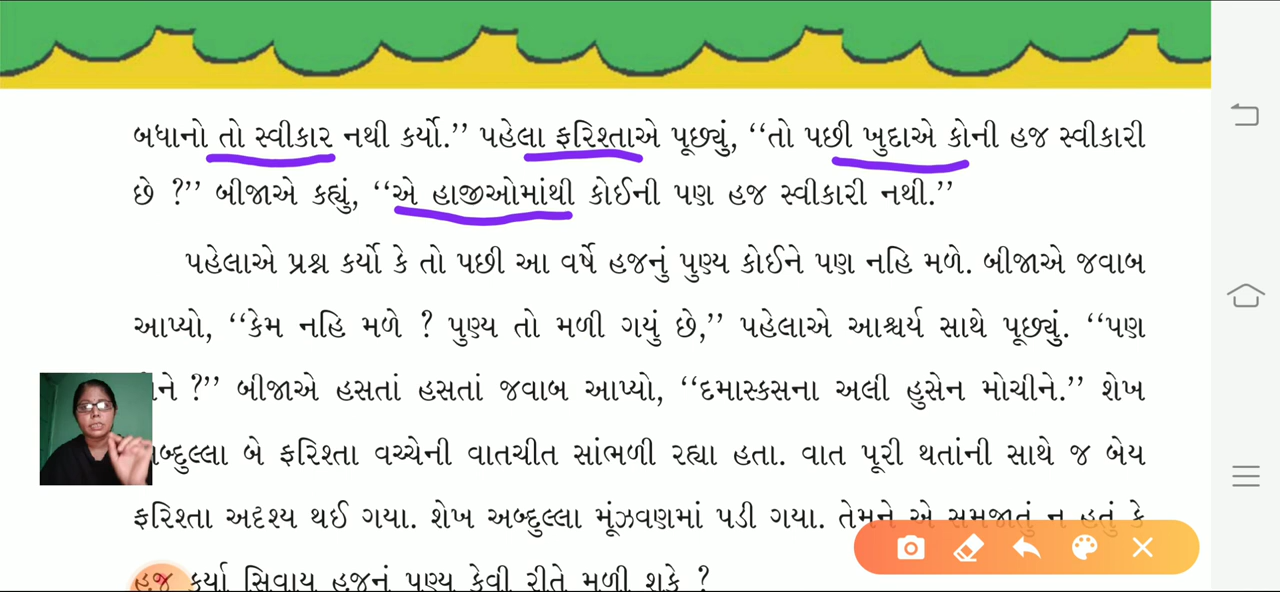 બધાનો તો સ્વીકાર નથી કર્યો.’’ પહેલા ફરિશ્તાએ પૂછ્યું, ‘‘તો પછી ખુદાએ કોની હજ સ્વીકારી
છે ?’’ બીજાએ કહ્યું, ‘‘એ હાજીઓમાંથી કોઈની પણ હજ સ્વીકારી નથી.’’
પહેલાએ પ્રશ્ન કર્યો કે તો પછી આ વર્ષે હજનું પુણ્ય કોઈને પણ નહિ મળે. બીજાએ જવાબ
આપ્યો, ‘‘કેમ નહિ મળે ? પુણ્ય તો મળી ગયું છે,’’ પહેલાએ આશ્ચર્ય સાથે પૂછ્યું. ‘‘પણ
?’’ બીજાએ હસતાં હસતાં જવાબ આપ્યો, ‘‘દમાસ્કસના અલી હુસેન મોચીને.’’ શેખ
બે ફરિશ્તા વચ્ચેની વાતચીત સાંભળી રહ્યા હતા. વાત પૂરી થતાંની સાથે જ બેય
ફરિશ્તા અદૃશ્ય થઈ ગયા. શેખ અબ્દુલ્લા મૂંઝવણમાં પડી ગયા. તેમને એ સમજાતું ન હતું કે
હજ કર્યા સિવાય હજનું પુણ્ય કેવી રીતે મળી શકે ?